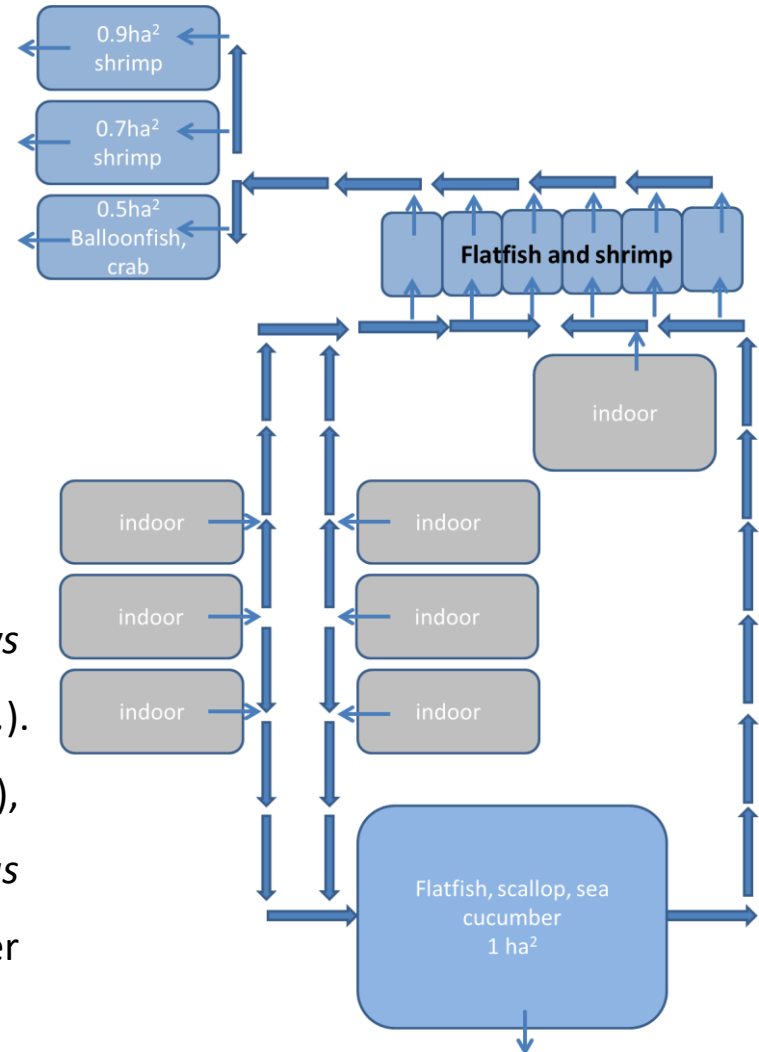 0.9ha²
shrimp
0.7ha²
shrimp
0.5ha²
Balloonfish,
crab
Flatfish and shrimp
indoor
indoor
indoor
indoor
indoor
indoor
indoor
.).
),
er
Flatfish, scallop, sea
cucumber
1 ha²